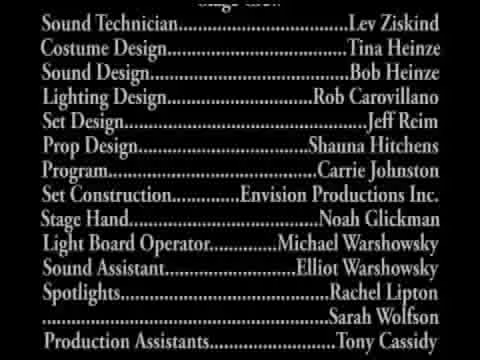 Stage Crew
Sound Technician.........................Lev Ziskind
Costume Design...........................Tina Heinze
Sound Design..............................Bob Heinze
Lighting Design......................Rob Carovillano
Set Design....................................Jeff Reim
Prop Design.........................Shauna Hitchens
Program................................Carrie Johnston
Set Construction..........Envision Productions Inc.
Stage Hand............................Noah Glickman
Light Board Operator............Michael Warshowsky
Sound Assistant...................Elliot Warshowsky
Spotlights................................Rachel Lipton
...........................................Sarah Wolfson
Production Assistants...................Tony Cassidy